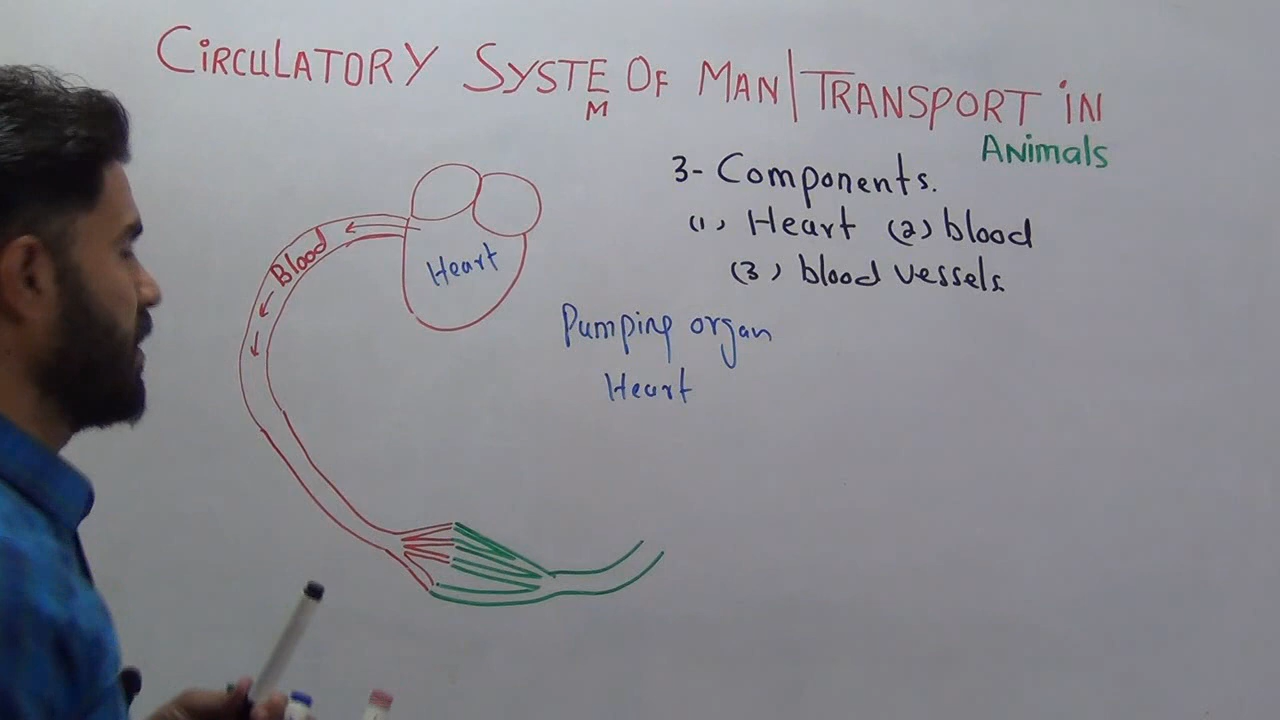 CIRCULATORY SYSTEM OF MAN | TRANSPORT IN
Animals
3- Components.
(1) Heart (2) blood
(3) blood vessels.
Blood
Heart
Pumping organ
Heart